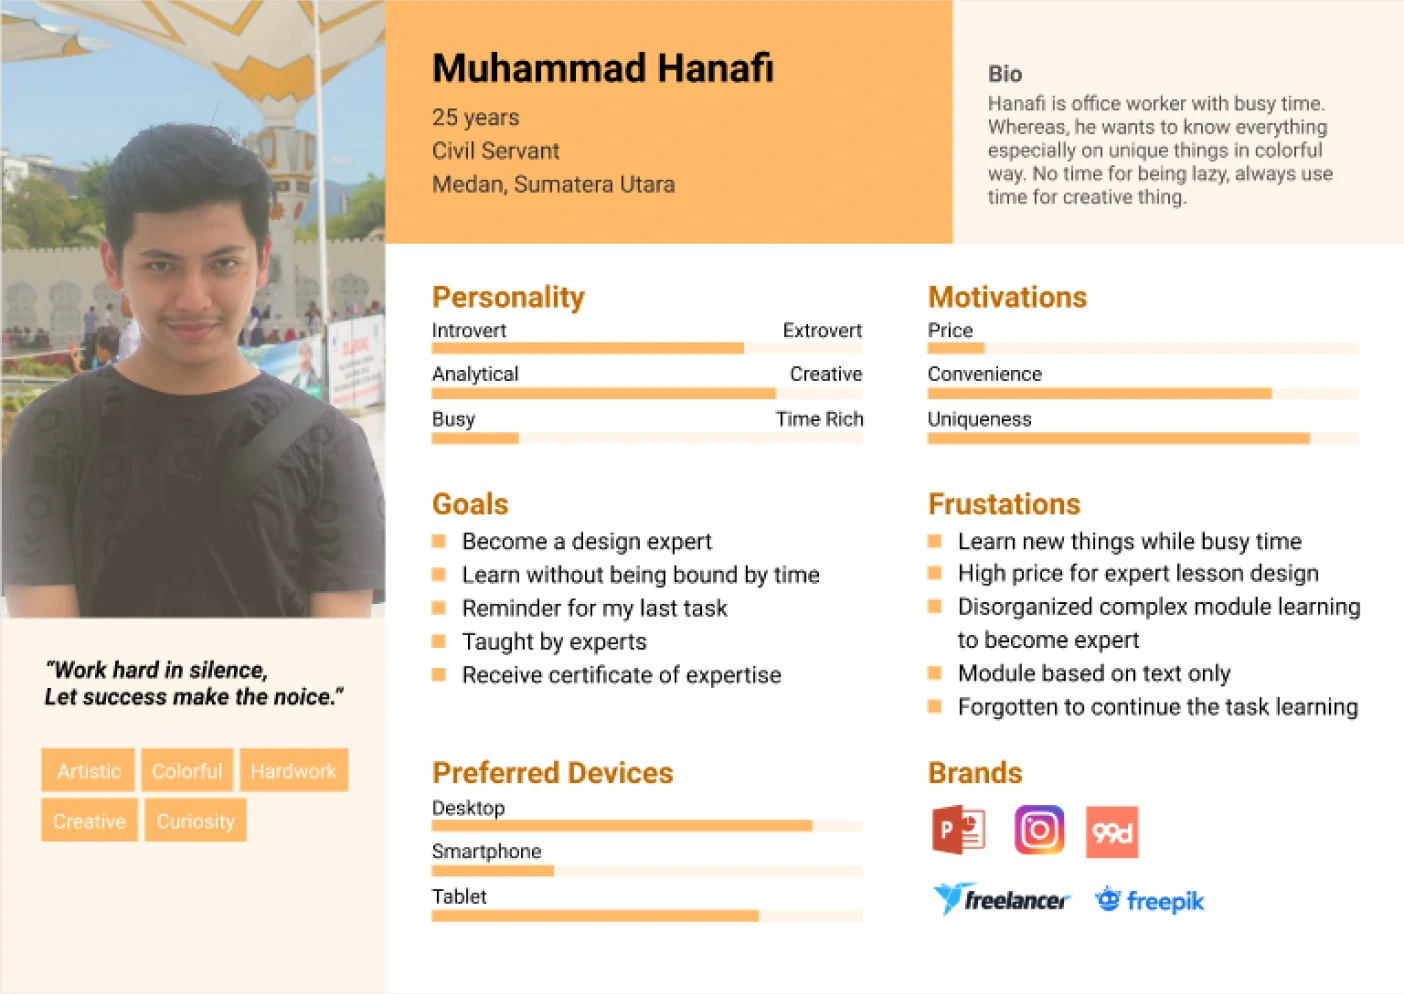 Muhammad Hanafi
25 years
Civil Servant
Medan, Sumatera Utara
Bio
Hanafi is office worker with busy time.
Whereas, he wants to know everything
especially on unique things in colorful
way. No time for being lazy, always use
time for creative thing.
“Work hard in silence,
Let success make the noice.”
Artistic Colorful Hardwork
Creative Curiosity
Personality
Introvert Extrovert
Analytical Creative
Busy Time Rich
Motivations
Price
Convenience
Uniqueness
Goals
Become a design expert
Learn without being bound by time
Reminder for my last task
Taught by experts
Receive certificate of expertise
Frustations
Learn new things while busy time
High price for expert lesson design
Disorganized complex module learning
to become expert
Module based on text only
Forgotten to continue the task learning
Preferred Devices
Desktop
Smartphone
Tablet
Brands
P 99d
freelancer freepik